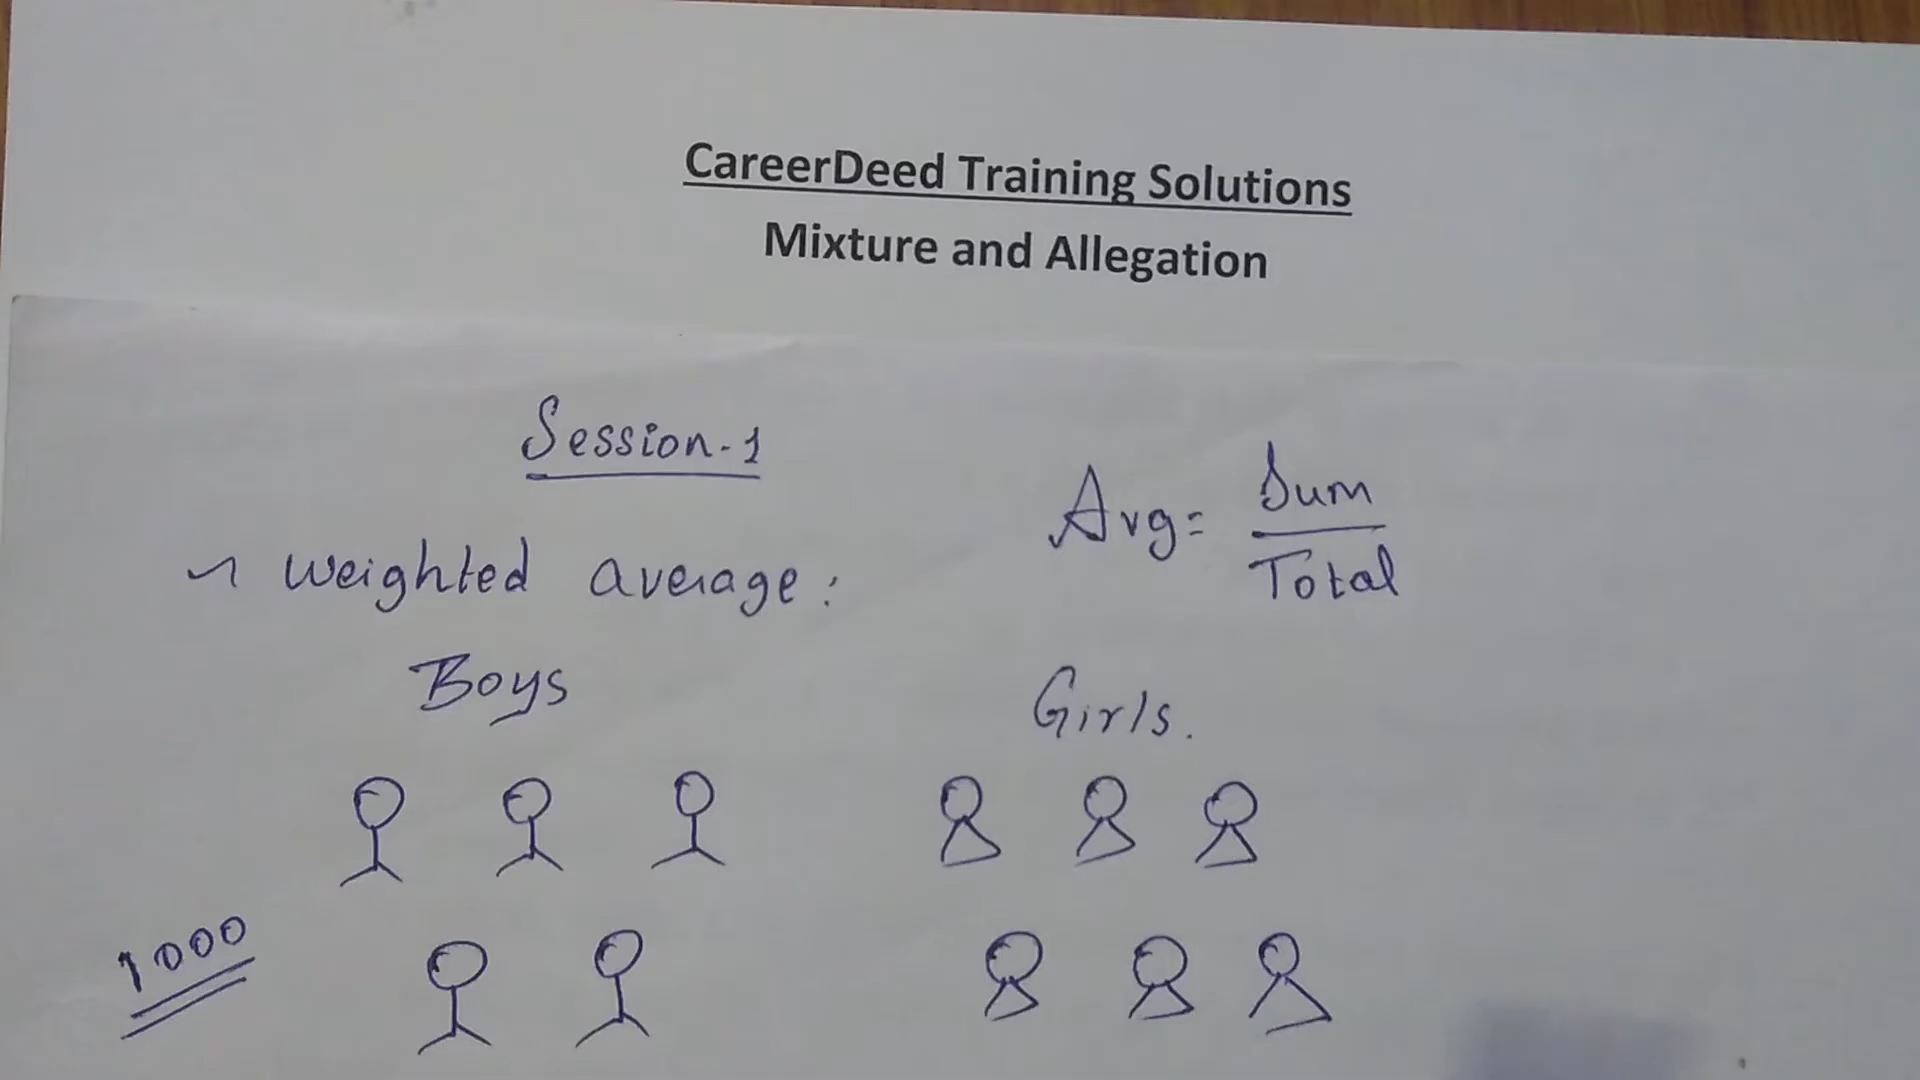 CareerDeed Training Solutions
Mixture and Allegation
Session-1
Weighted average:
Avg = Sum
Total
Boys
Girls.
1000